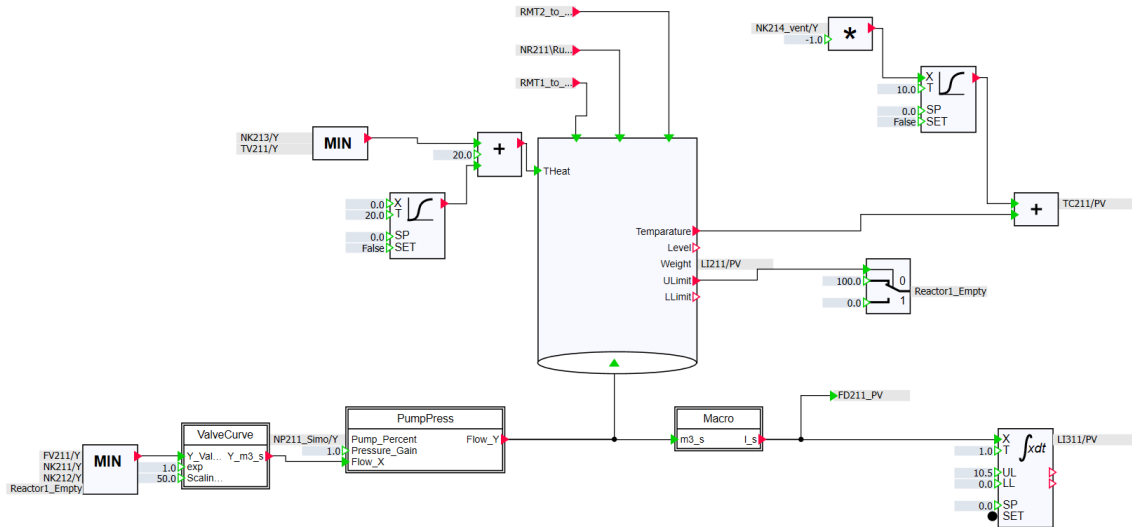 RMT2_to_...
NR211\Ru...
RMT1_to_...
NK214_vent/Y
-1.0
*
X
10.0
T
0.0
SP
False
SET
NK213/Y
TV211/Y
MIN
20.0
+
THeat
0.0
X
20.0
T
0.0
SP
False
SET
Temparature
Level
Weight
LI211/PV
ULimit
LLimit
+
TC211/PV
100.0
0
0.0
1
Reactor1_Empty
FV211/Y
NK211/Y
NK212/Y
Reactor1_Empty
MIN
ValveCurve
Y_Val...
Y_m3_s
1.0
exp
50.0
Scalin...
PumpPress
NP211_Simo/Y
Pump_Percent
Flow_Y
1.0
Pressure_Gain
Flow_X
Macro
m3_s
l_s
FD211_PV
X
LI311/PV
1.0
T
∫xdt
10.5
UL
0.0
LL
0.0
SP
SET